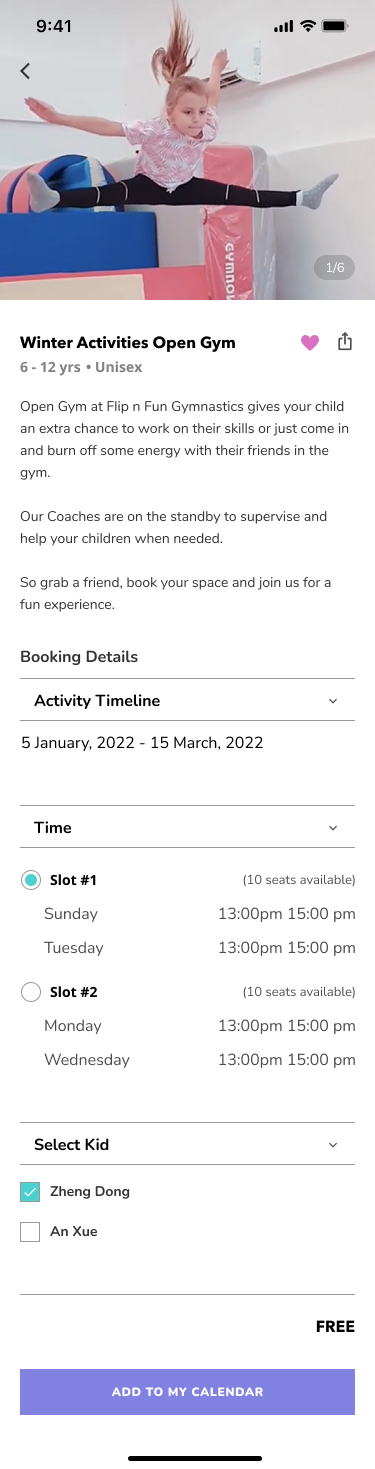 9:41
GYMNOV
1/6
Winter Activities Open Gym
6 - 12 yrs • Unisex
Open Gym at Flip n Fun Gymnastics gives your child
an extra chance to work on their skills or just come in
and burn off some energy with their friends in the
gym.
Our Coaches are on the standby to supervise and
help your children when needed.
So grab a friend, book your space and join us for a
fun experience.
Booking Details
Activity Timeline
5 January, 2022 - 15 March, 2022
Time
Slot #1 (10 seats available)
Sunday 13:00pm 15:00 pm
Tuesday 13:00pm 15:00 pm
Slot #2 (10 seats available)
Monday 13:00pm 15:00 pm
Wednesday 13:00pm 15:00 pm
Select Kid
Zheng Dong
An Xue
FREE
ADD TO MY CALENDAR